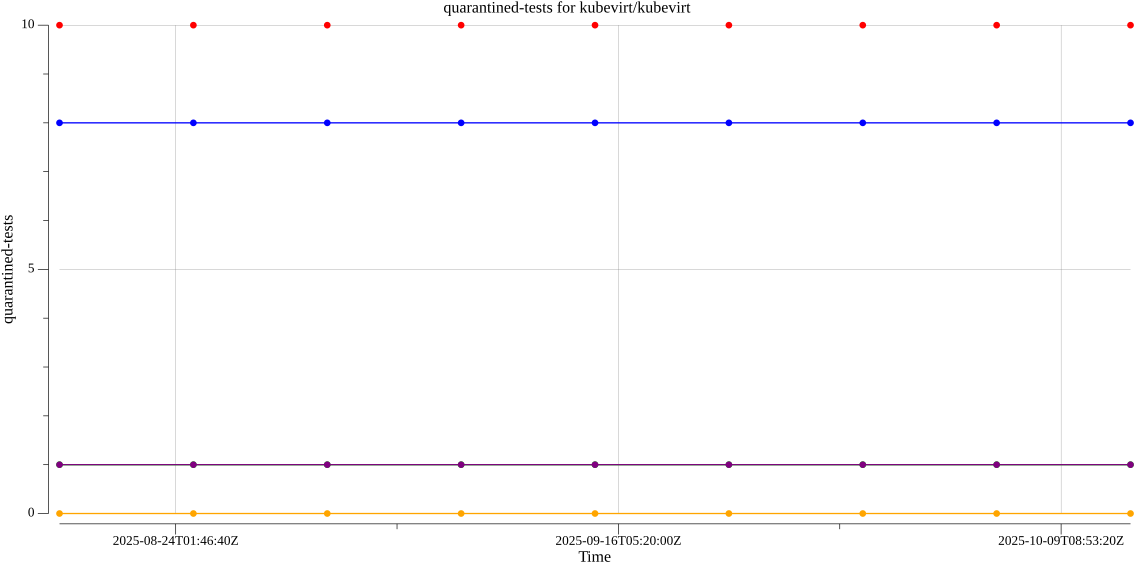 quarantined-tests for kubevirt/kubevirt
10
5
0
quarantined-tests
2025-08-24T01:46:40Z
2025-09-16T05:20:00Z
2025-10-09T08:53:20Z
Time